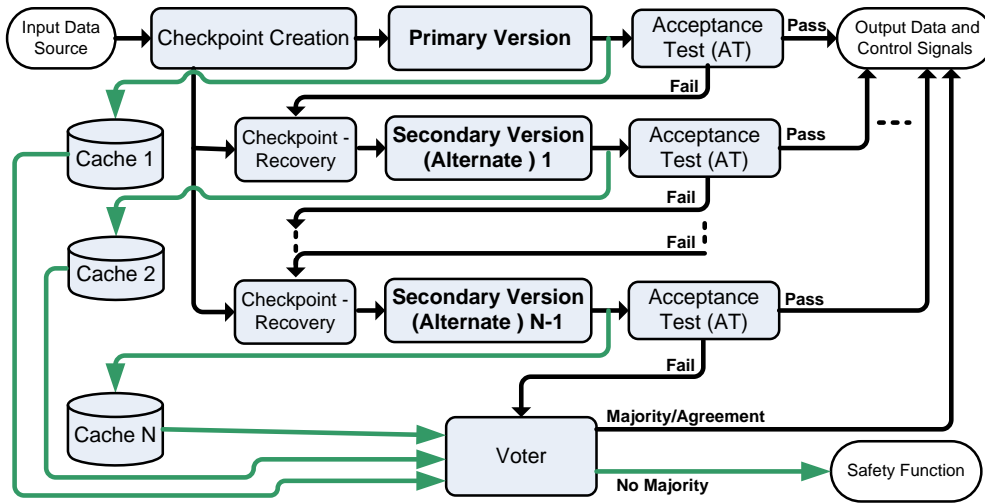 Input Data
Source
Checkpoint Creation
Primary Version
Acceptance
Test (AT)
Pass
Output Data and
Control Signals
Fail
Cache 1
Checkpoint -
Recovery
Secondary Version
(Alternate ) 1
Acceptance
Test (AT)
Pass
Fail
Fail
Cache 2
Checkpoint -
Recovery
Secondary Version
(Alternate ) N-1
Acceptance
Test (AT)
Pass
Fail
Cache N
Voter
Majority/Agreement
No Majority
Safety Function